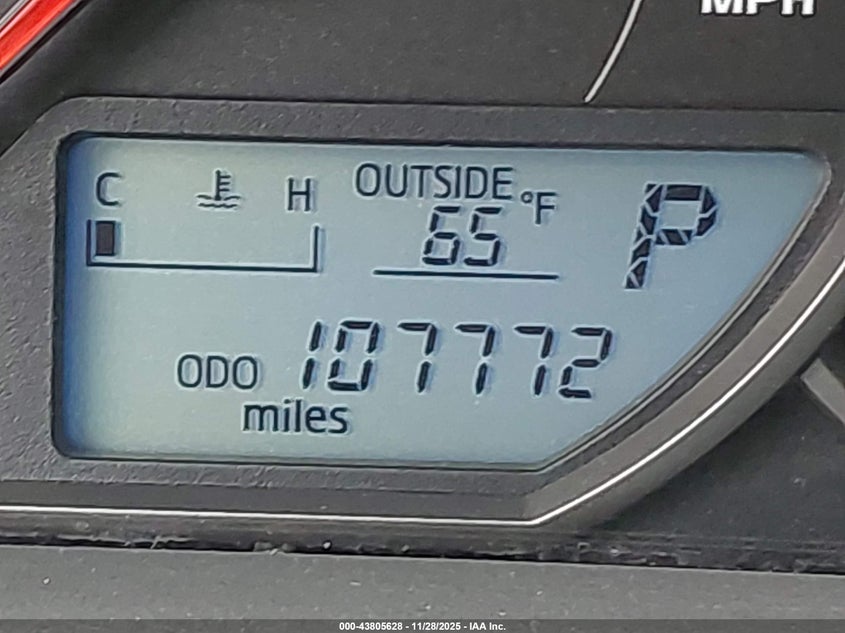 MPH
C H
OUTSIDE
65 °F
P
ODO 107772
miles
000-43805628 - 11/28/2025 - IAA Inc.